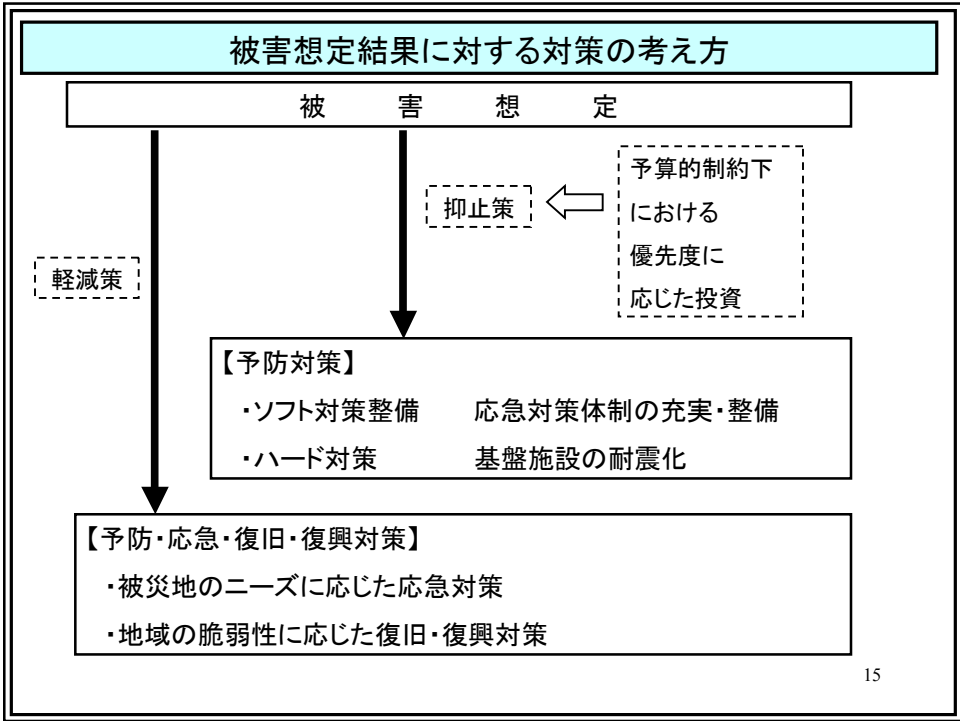 被害想定結果に対する対策の考え方
被　害　想　定
予算的制約下
における
優先度に
応じた投資
抑止策
軽減策
【予防対策】
・ソフト対策整備　　応急対策体制の充実・整備
・ハード対策　　　　基盤施設の耐震化
【予防・応急・復旧・復興対策】
・被災地のニーズに応じた応急対策
・地域の脆弱性に応じた復旧・復興対策
15